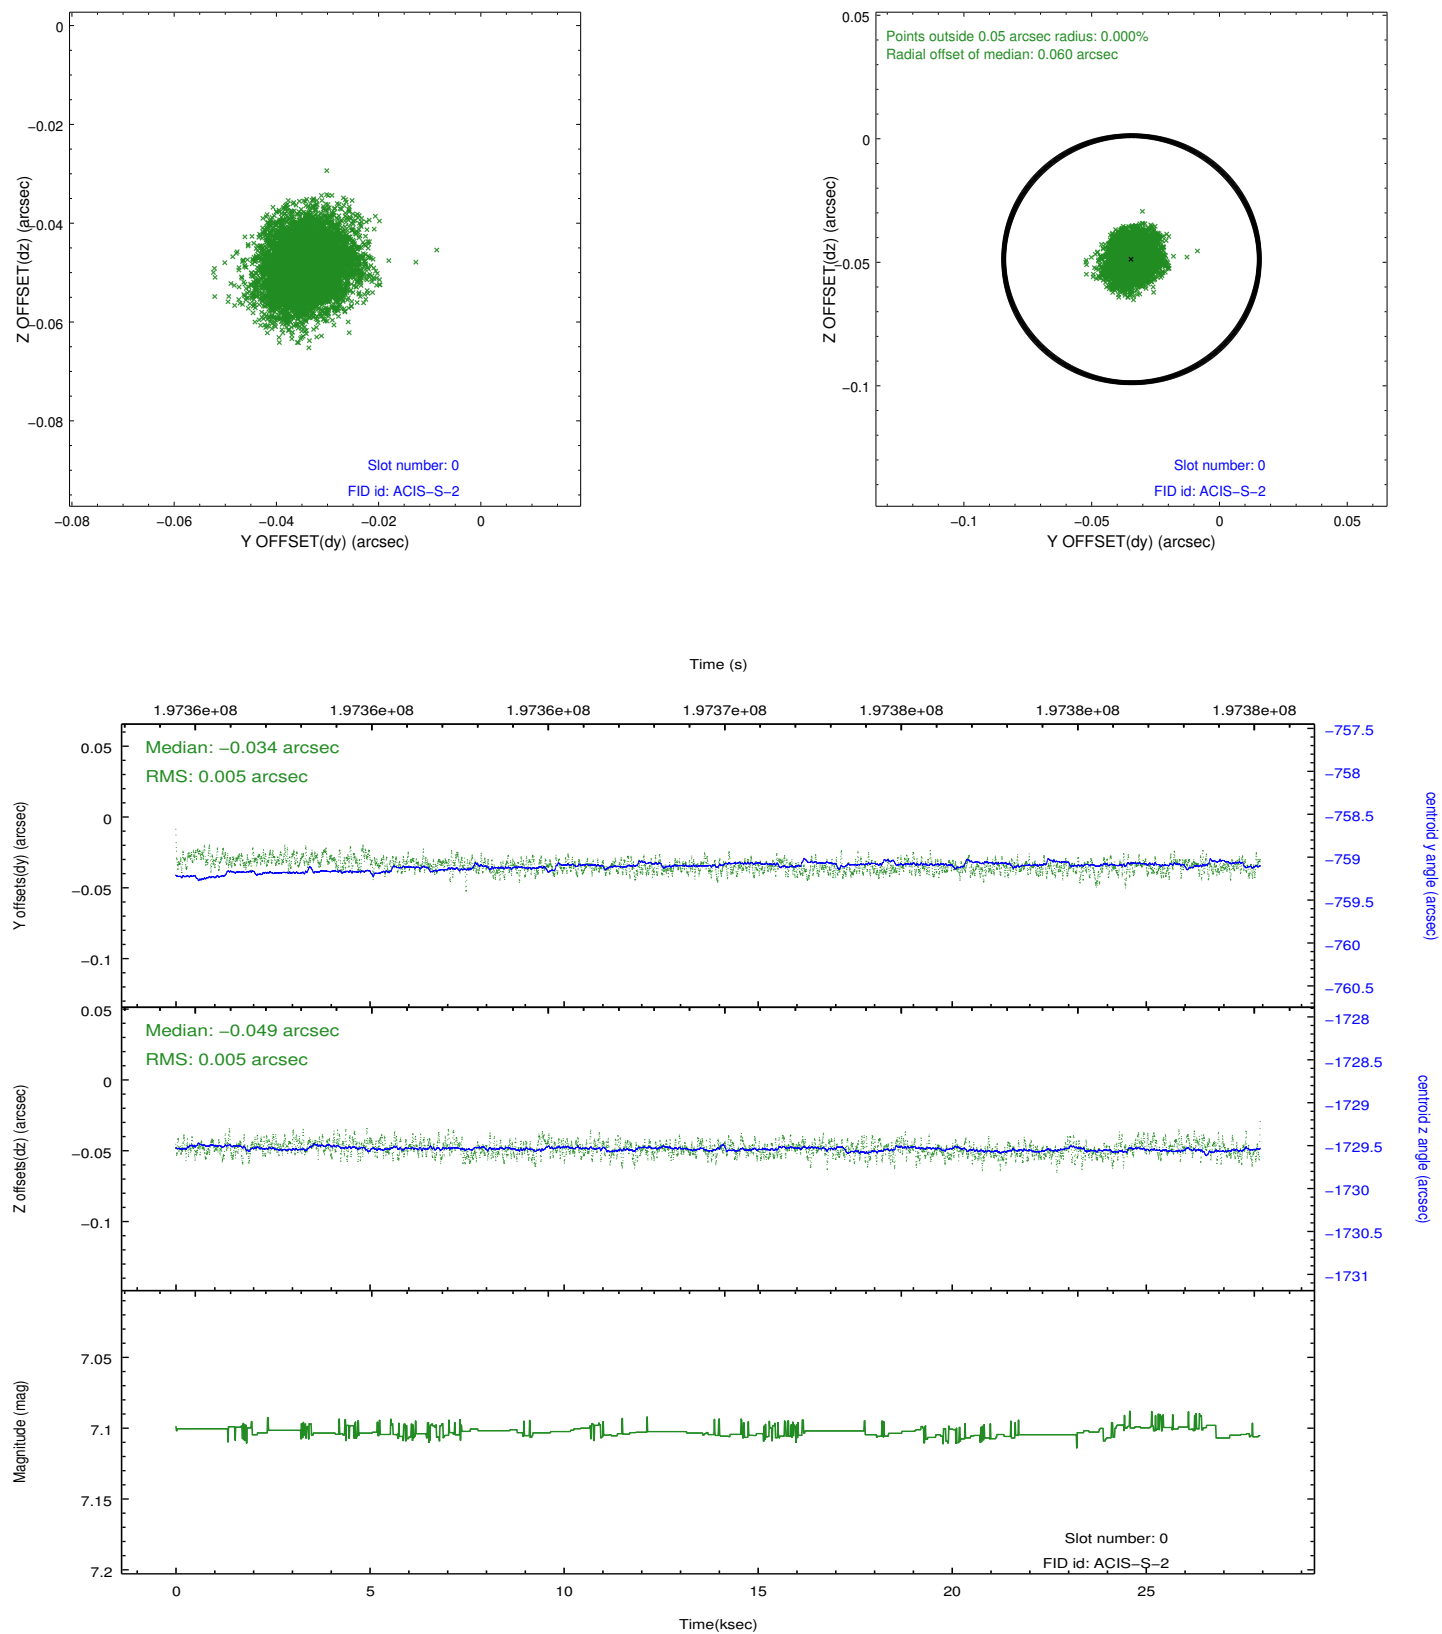 0
−0.02
−0.04
−0.06
−0.08
Z OFFSET(dz) (arcsec)
Slot number: 0
FID id: ACIS−S−2
−0.08 −0.06 −0.04 −0.02 0
Y OFFSET(dy) (arcsec)
0.05
0
−0.05
−0.1
Z OFFSET(dz) (arcsec)
Points outside 0.05 arcsec radius: 0.000%
Radial offset of median: 0.060 arcsec
Slot number: 0
FID id: ACIS−S−2
−0.1 −0.05 0 0.05
Y OFFSET(dy) (arcsec)
Time (s)
1.9736e+08 1.9736e+08 1.9736e+08 1.9737e+08 1.9738e+08 1.9738e+08 1.9738e+08
Y offsets(dy) (arcsec)
0.05
0
−0.05
−0.1
Median: −0.034 arcsec
RMS: 0.005 arcsec
−757.5
−758
−758.5
−759
−759.5
−760
−760.5
centroid y angle (arcsec)
Z offsets(dz) (arcsec)
0.05
0
−0.05
−0.1
Median: −0.049 arcsec
RMS: 0.005 arcsec
−1728
−1728.5
−1729
−1729.5
−1730
−1730.5
−1731
centroid z angle (arcsec)
Magnitude (mag)
7.05
7.1
7.15
7.2
Slot number: 0
FID id: ACIS−S−2
0 5 10 15 20 25
Time(ksec)